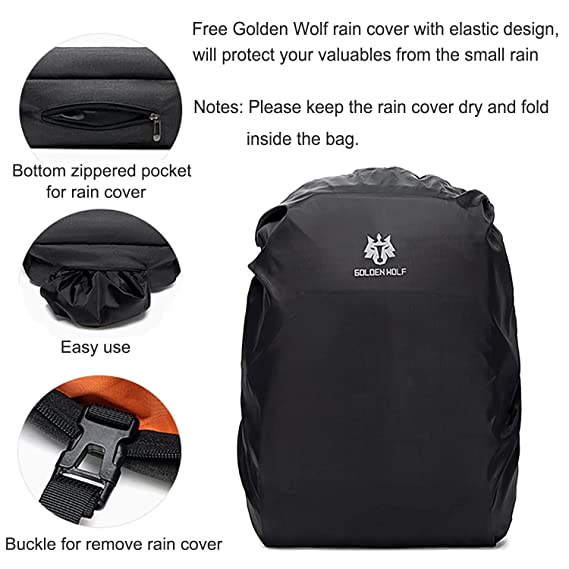 Free Golden Wolf rain cover with elastic design,
will protect your valuables from the small rain
Notes: Please keep the rain cover dry and fold
inside the bag.
Bottom zippered pocket
for rain cover
Easy use
Buckle for remove rain cover
GOLDEN WOLF